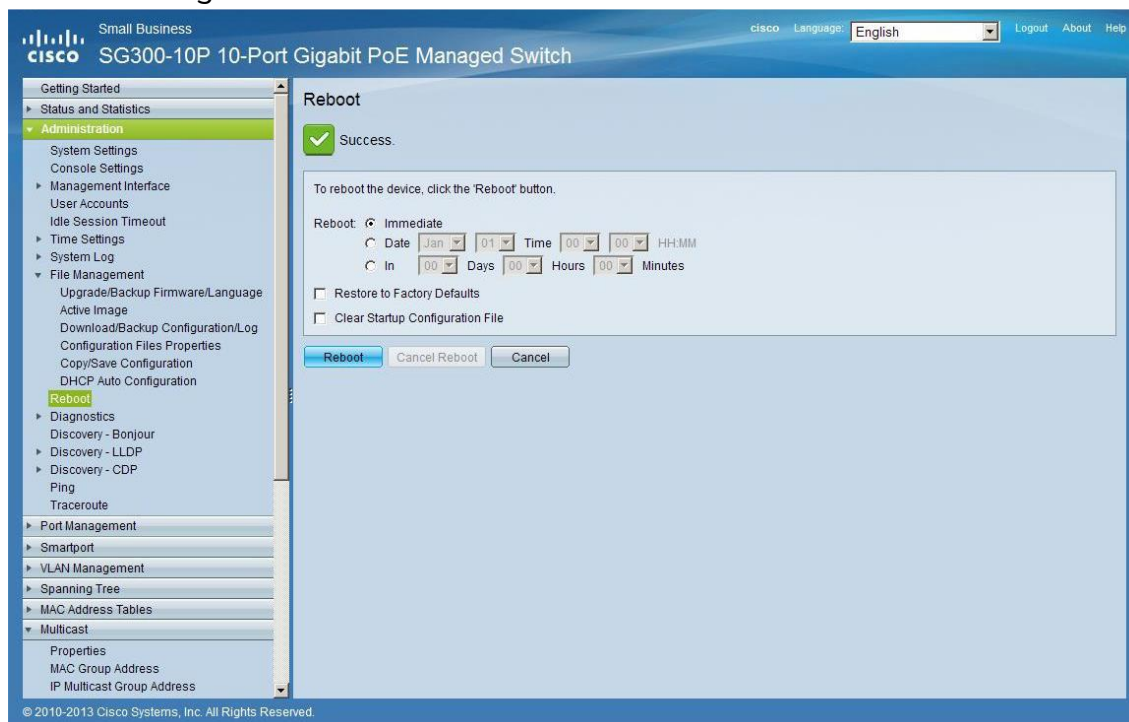 Small Business
cisco Language: English Logout About Help
CISCO SG300-10P 10-Port Gigabit PoE Managed Switch
Getting Started
Status and Statistics
Administration
System Settings
Console Settings
Management Interface
User Accounts
Idle Session Timeout
Time Settings
System Log
File Management
Upgrade/Backup Firmware/Language
Active Image
Download/Backup Configuration/Log
Configuration Files Properties
Copy/Save Configuration
DHCP Auto Configuration
Reboot
Diagnostics
Discovery - Bonjour
Discovery - LLDP
Discovery - CDP
Ping
Traceroute
Port Management
Smartport
VLAN Management
Spanning Tree
MAC Address Tables
Multicast
Properties
MAC Group Address
IP Multicast Group Address
Reboot
Success.
To reboot the device, click the 'Reboot' button.
Reboot: Immediate
Date Jan 01 Time 00 00 HH:MM
In 00 Days 00 Hours 00 Minutes
Restore to Factory Defaults
Clear Startup Configuration File
Reboot Cancel Reboot Cancel
© 2010-2013 Cisco Systems, Inc. All Rights Reserved.